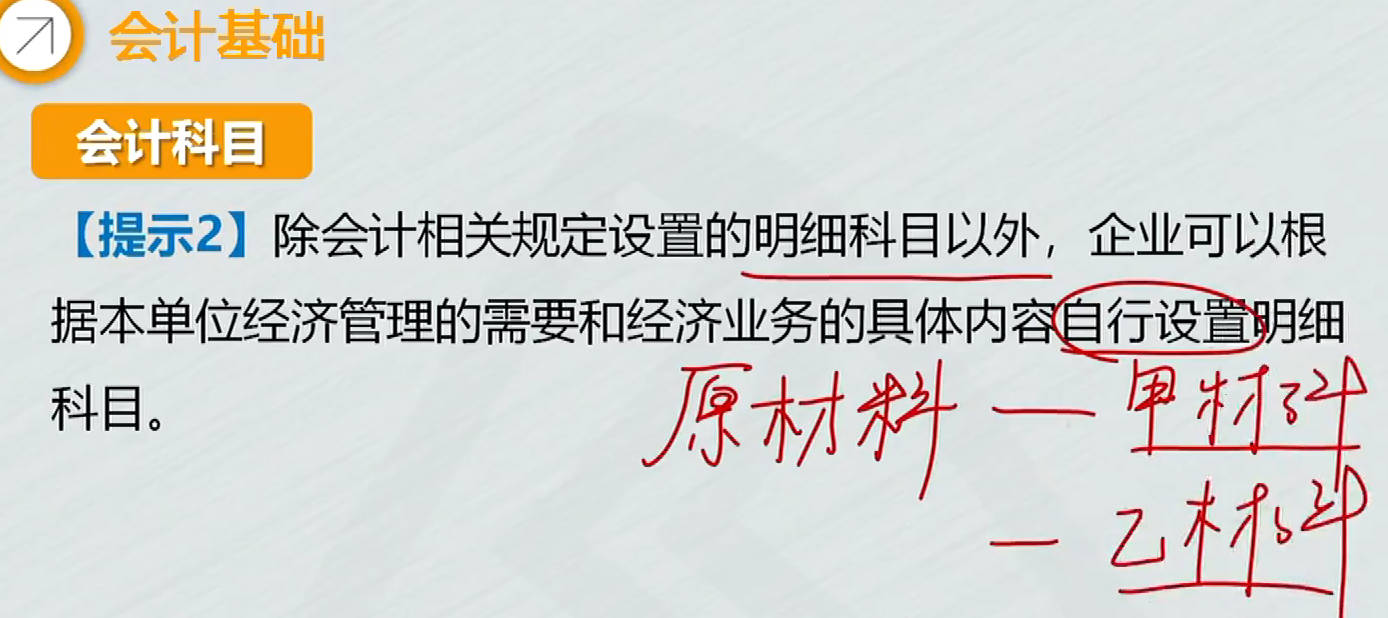 会计基础
会计科目
【提示2】除会计相关规定设置的明细科目以外，企业可以根
据本单位经济管理的需要和经济业务的具体内容自行设置明细
科目。
原材料 — 甲材料
— 乙材料